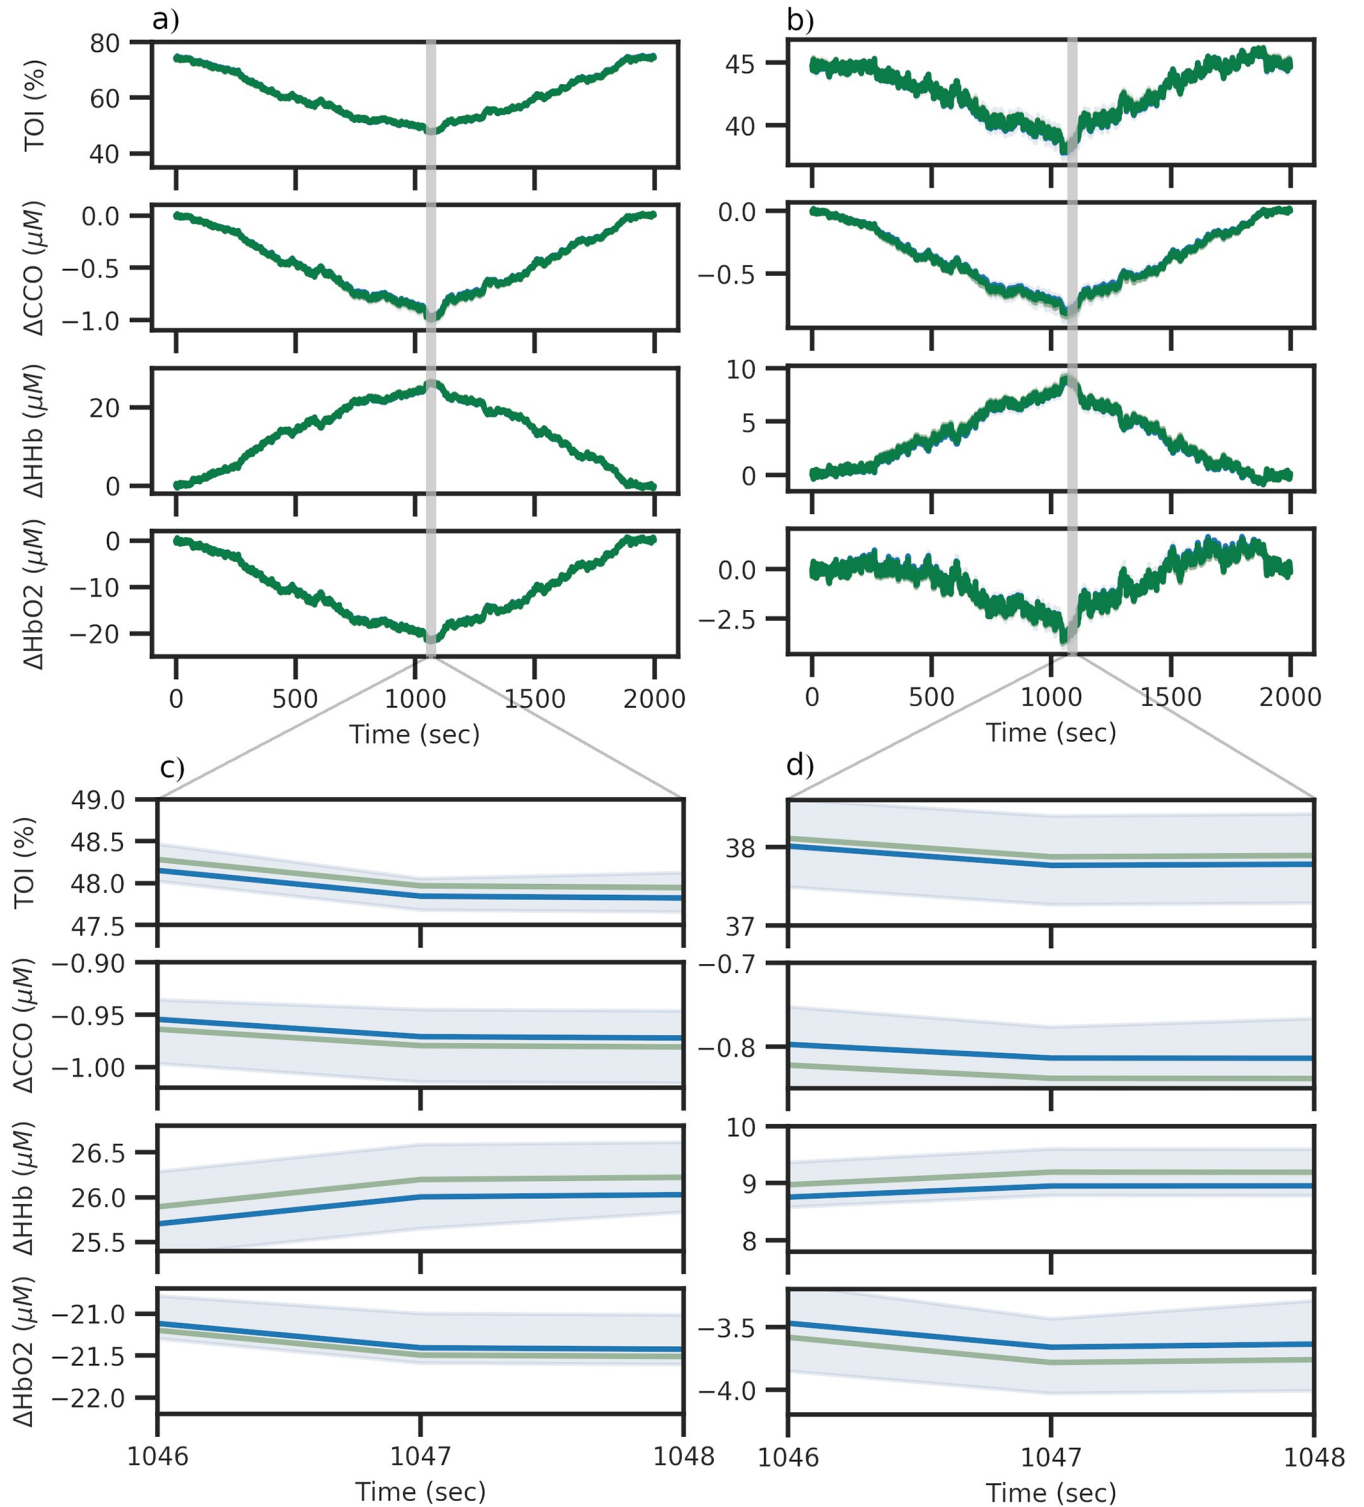 a)
TOI (%)
80
60
40
ΔCCO (μM)
0.0
−0.5
−1.0
ΔHHb (μM)
20
0
ΔHbO2 (μM)
0
−10
−20
0 500 1000 1500 2000
Time (sec)
b)
45
40
0.0
−0.5
10
5
0
0.0
−2.5
0 500 1000 1500 2000
Time (sec)
c)
TOI (%)
49.0
48.5
48.0
47.5
ΔCCO (μM)
−0.90
−0.95
−1.00
ΔHHb (μM)
26.5
26.0
25.5
ΔHbO2 (μM)
−21.0
−21.5
−22.0
1046 1047 1048
Time (sec)
d)
38
37
−0.7
−0.8
10
9
8
−3.5
−4.0
1046 1047 1048
Time (sec)